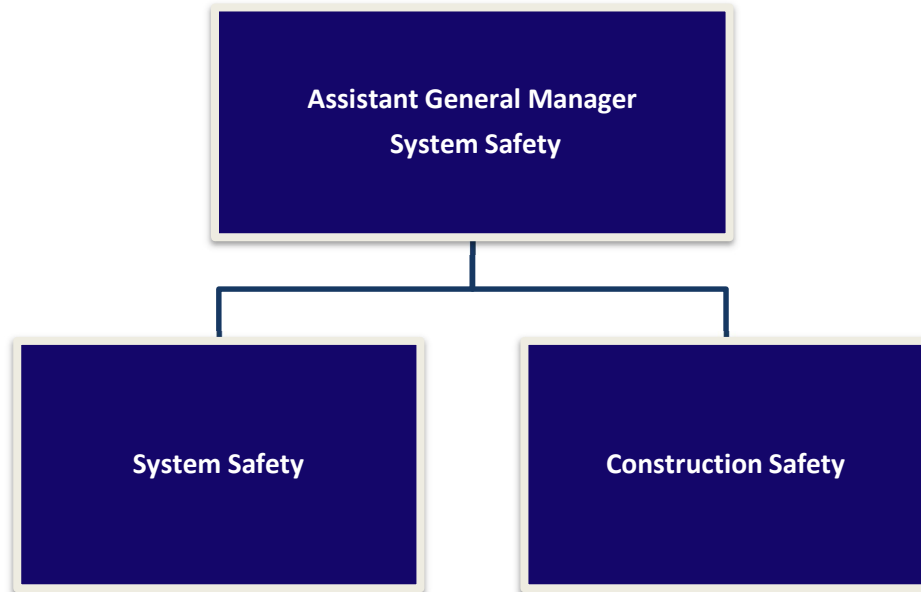 Assistant General Manager
System Safety
System Safety
Construction Safety